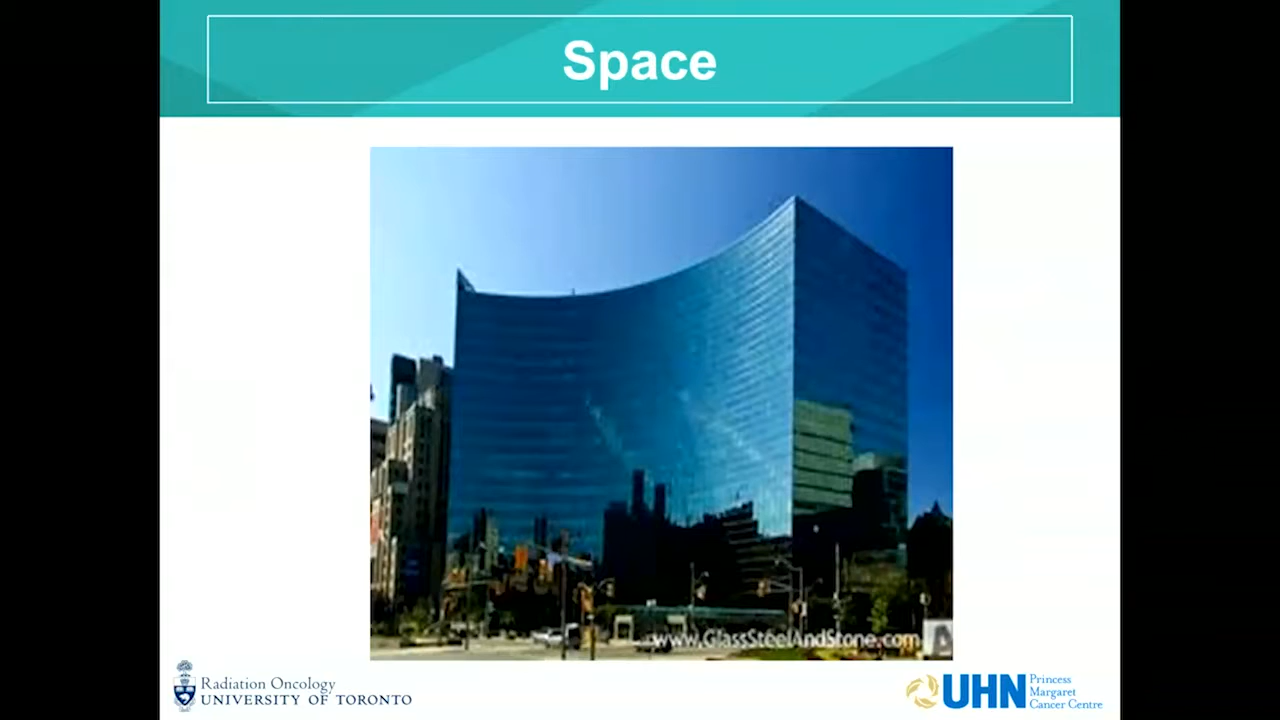 Space
www.GlassSteelAndStone.com
Radiation Oncology
UNIVERSITY OF TORONTO
UHN
Princess
Margaret
Cancer Centre